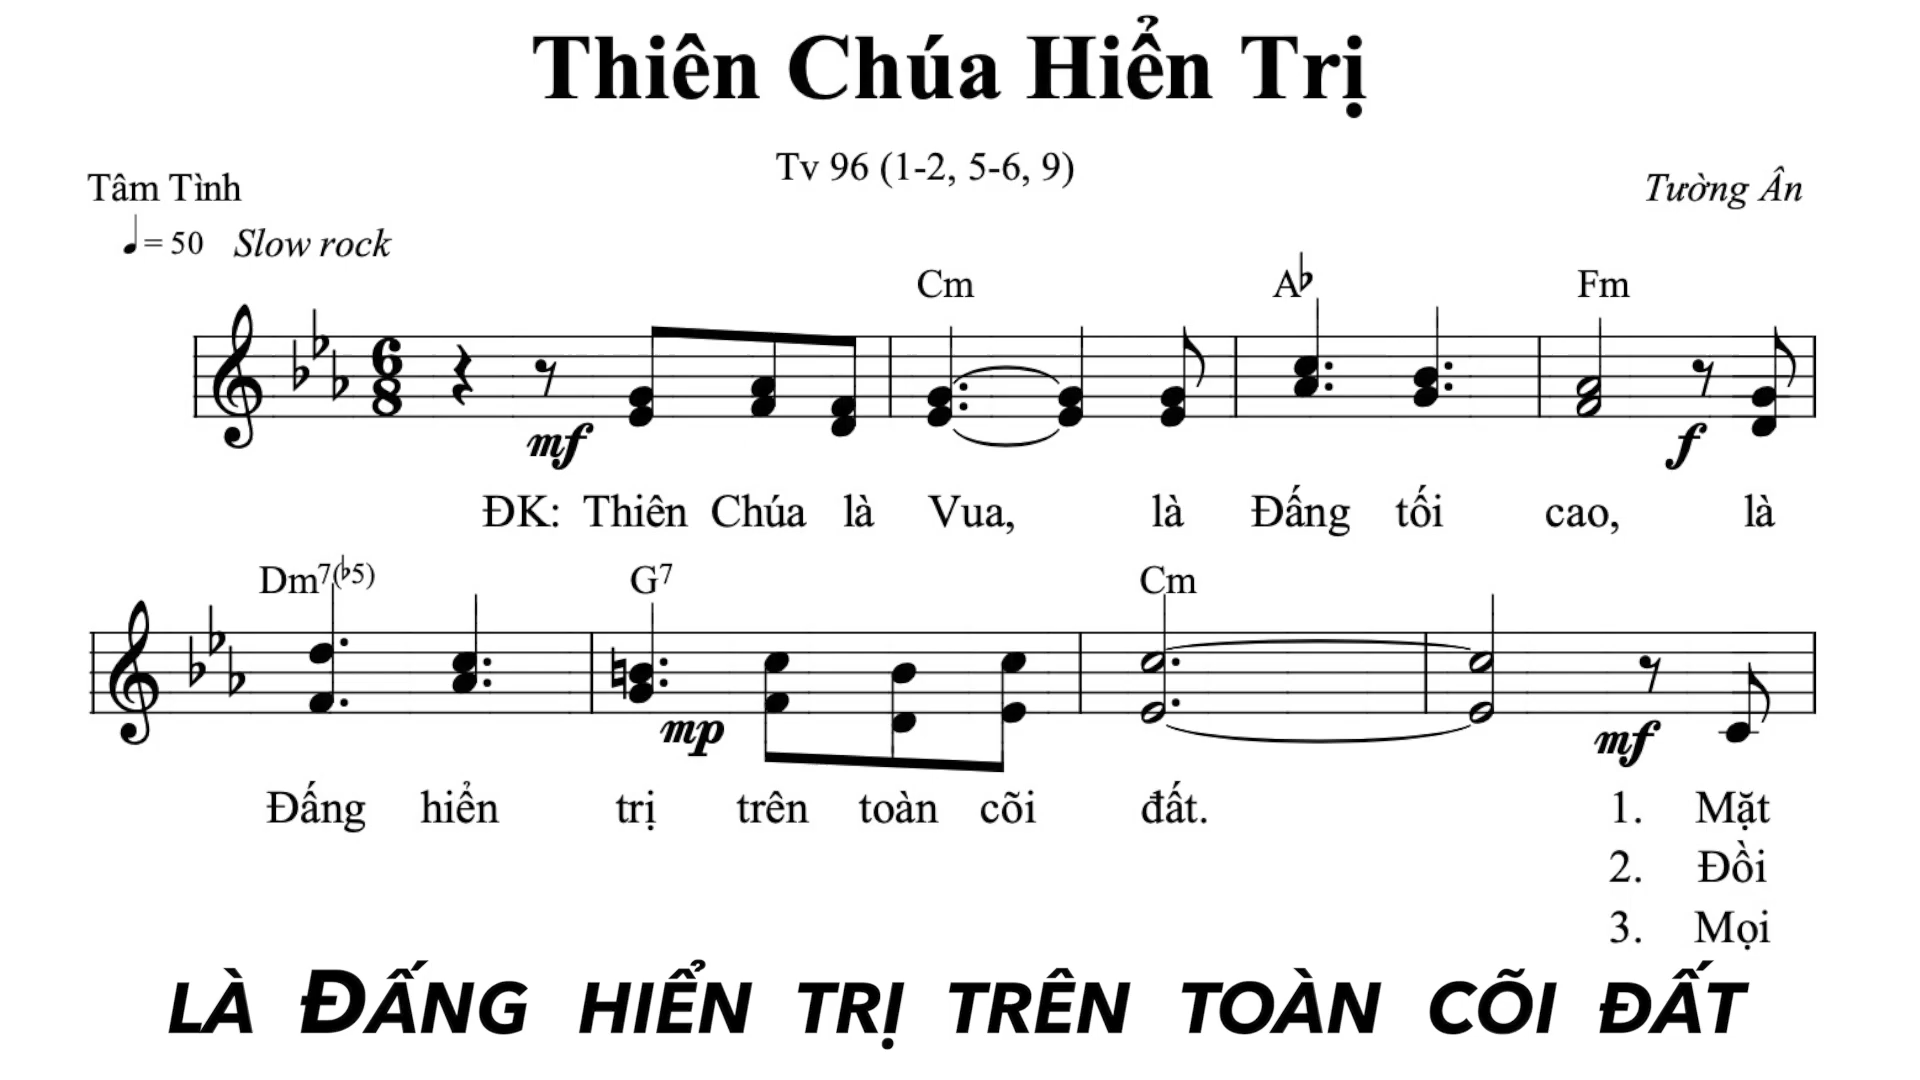 Thiên Chúa Hiển Trị
Tv 96 (1-2, 5-6, 9)
Tâm Tình
Tường Ân
♩= 50 Slow rock
Cm A♭ Fm
6/8
mf f
ĐK: Thiên Chúa là Vua, là Đấng tối cao, là
Dm7(♭5) G7 Cm
mp mf
Đấng hiển trị trên toàn cõi đất. 1. Mặt
2. Đồi
3. Mọi
LÀ ĐẤNG HIỂN TRỊ TRÊN TOÀN CÕI ĐẤT